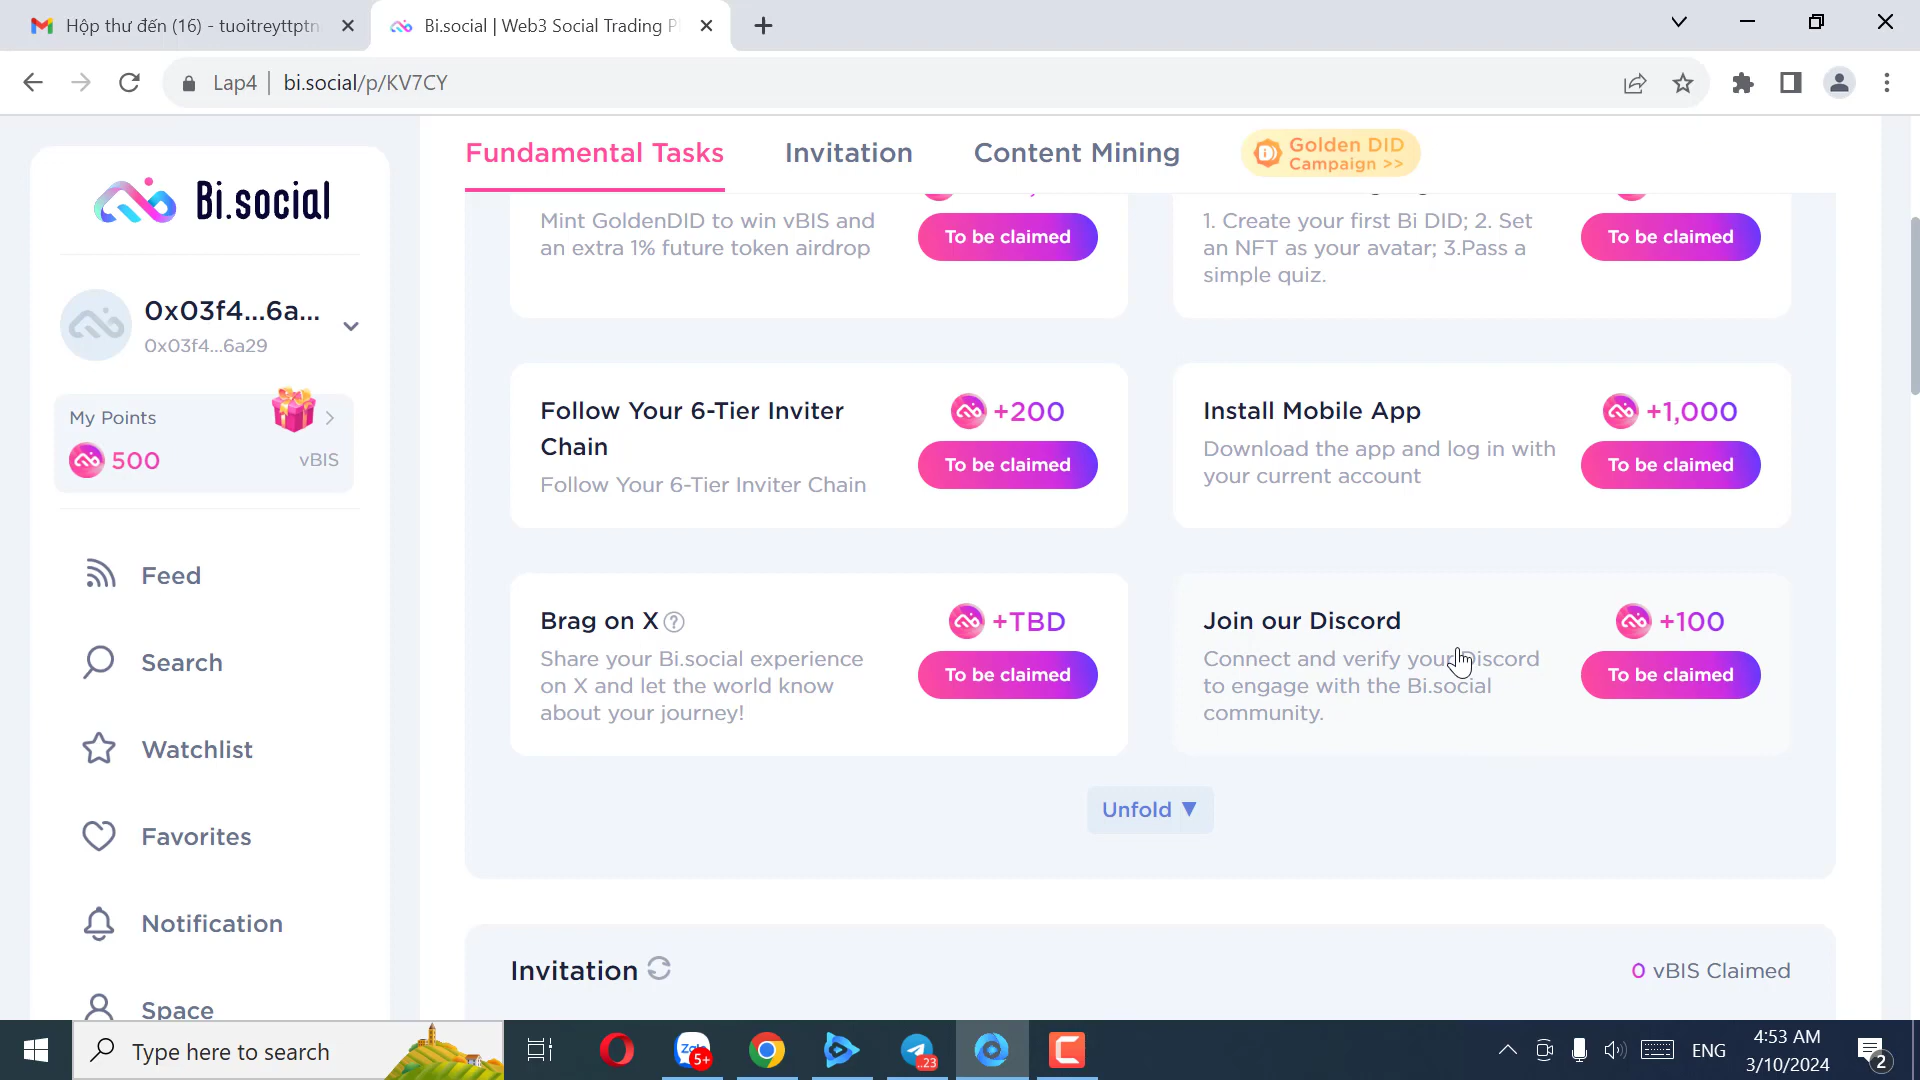 Hộp thư đến (16) - tuoitreyttptn
Bi.social | Web3 Social Trading P
Lap4 | bi.social/p/KV7CY
Fundamental Tasks
Invitation
Content Mining
Golden DID
Campaign >>
Bi.social
0x03f4...6a...
0x03f4...6a29
My Points
500
vBIS
Feed
Search
Watchlist
Favorites
Notification
Space
Mint GoldenDID to win vBIS and
an extra 1% future token airdrop
To be claimed
1. Create your first Bi DID; 2. Set
an NFT as your avatar; 3.Pass a
simple quiz.
To be claimed
Follow Your 6-Tier Inviter
Chain
Follow Your 6-Tier Inviter Chain
+200
To be claimed
Install Mobile App
Download the app and log in with
your current account
+1,000
To be claimed
Brag on X
Share your Bi.social experience
on X and let the world know
about your journey!
+TBD
To be claimed
Join our Discord
Connect and verify your Discord
to engage with the Bi.social
community.
+100
To be claimed
Unfold ▼
Invitation
0 vBIS Claimed
Type here to search
5+
23
ENG
4:53 AM
3/10/2024
2